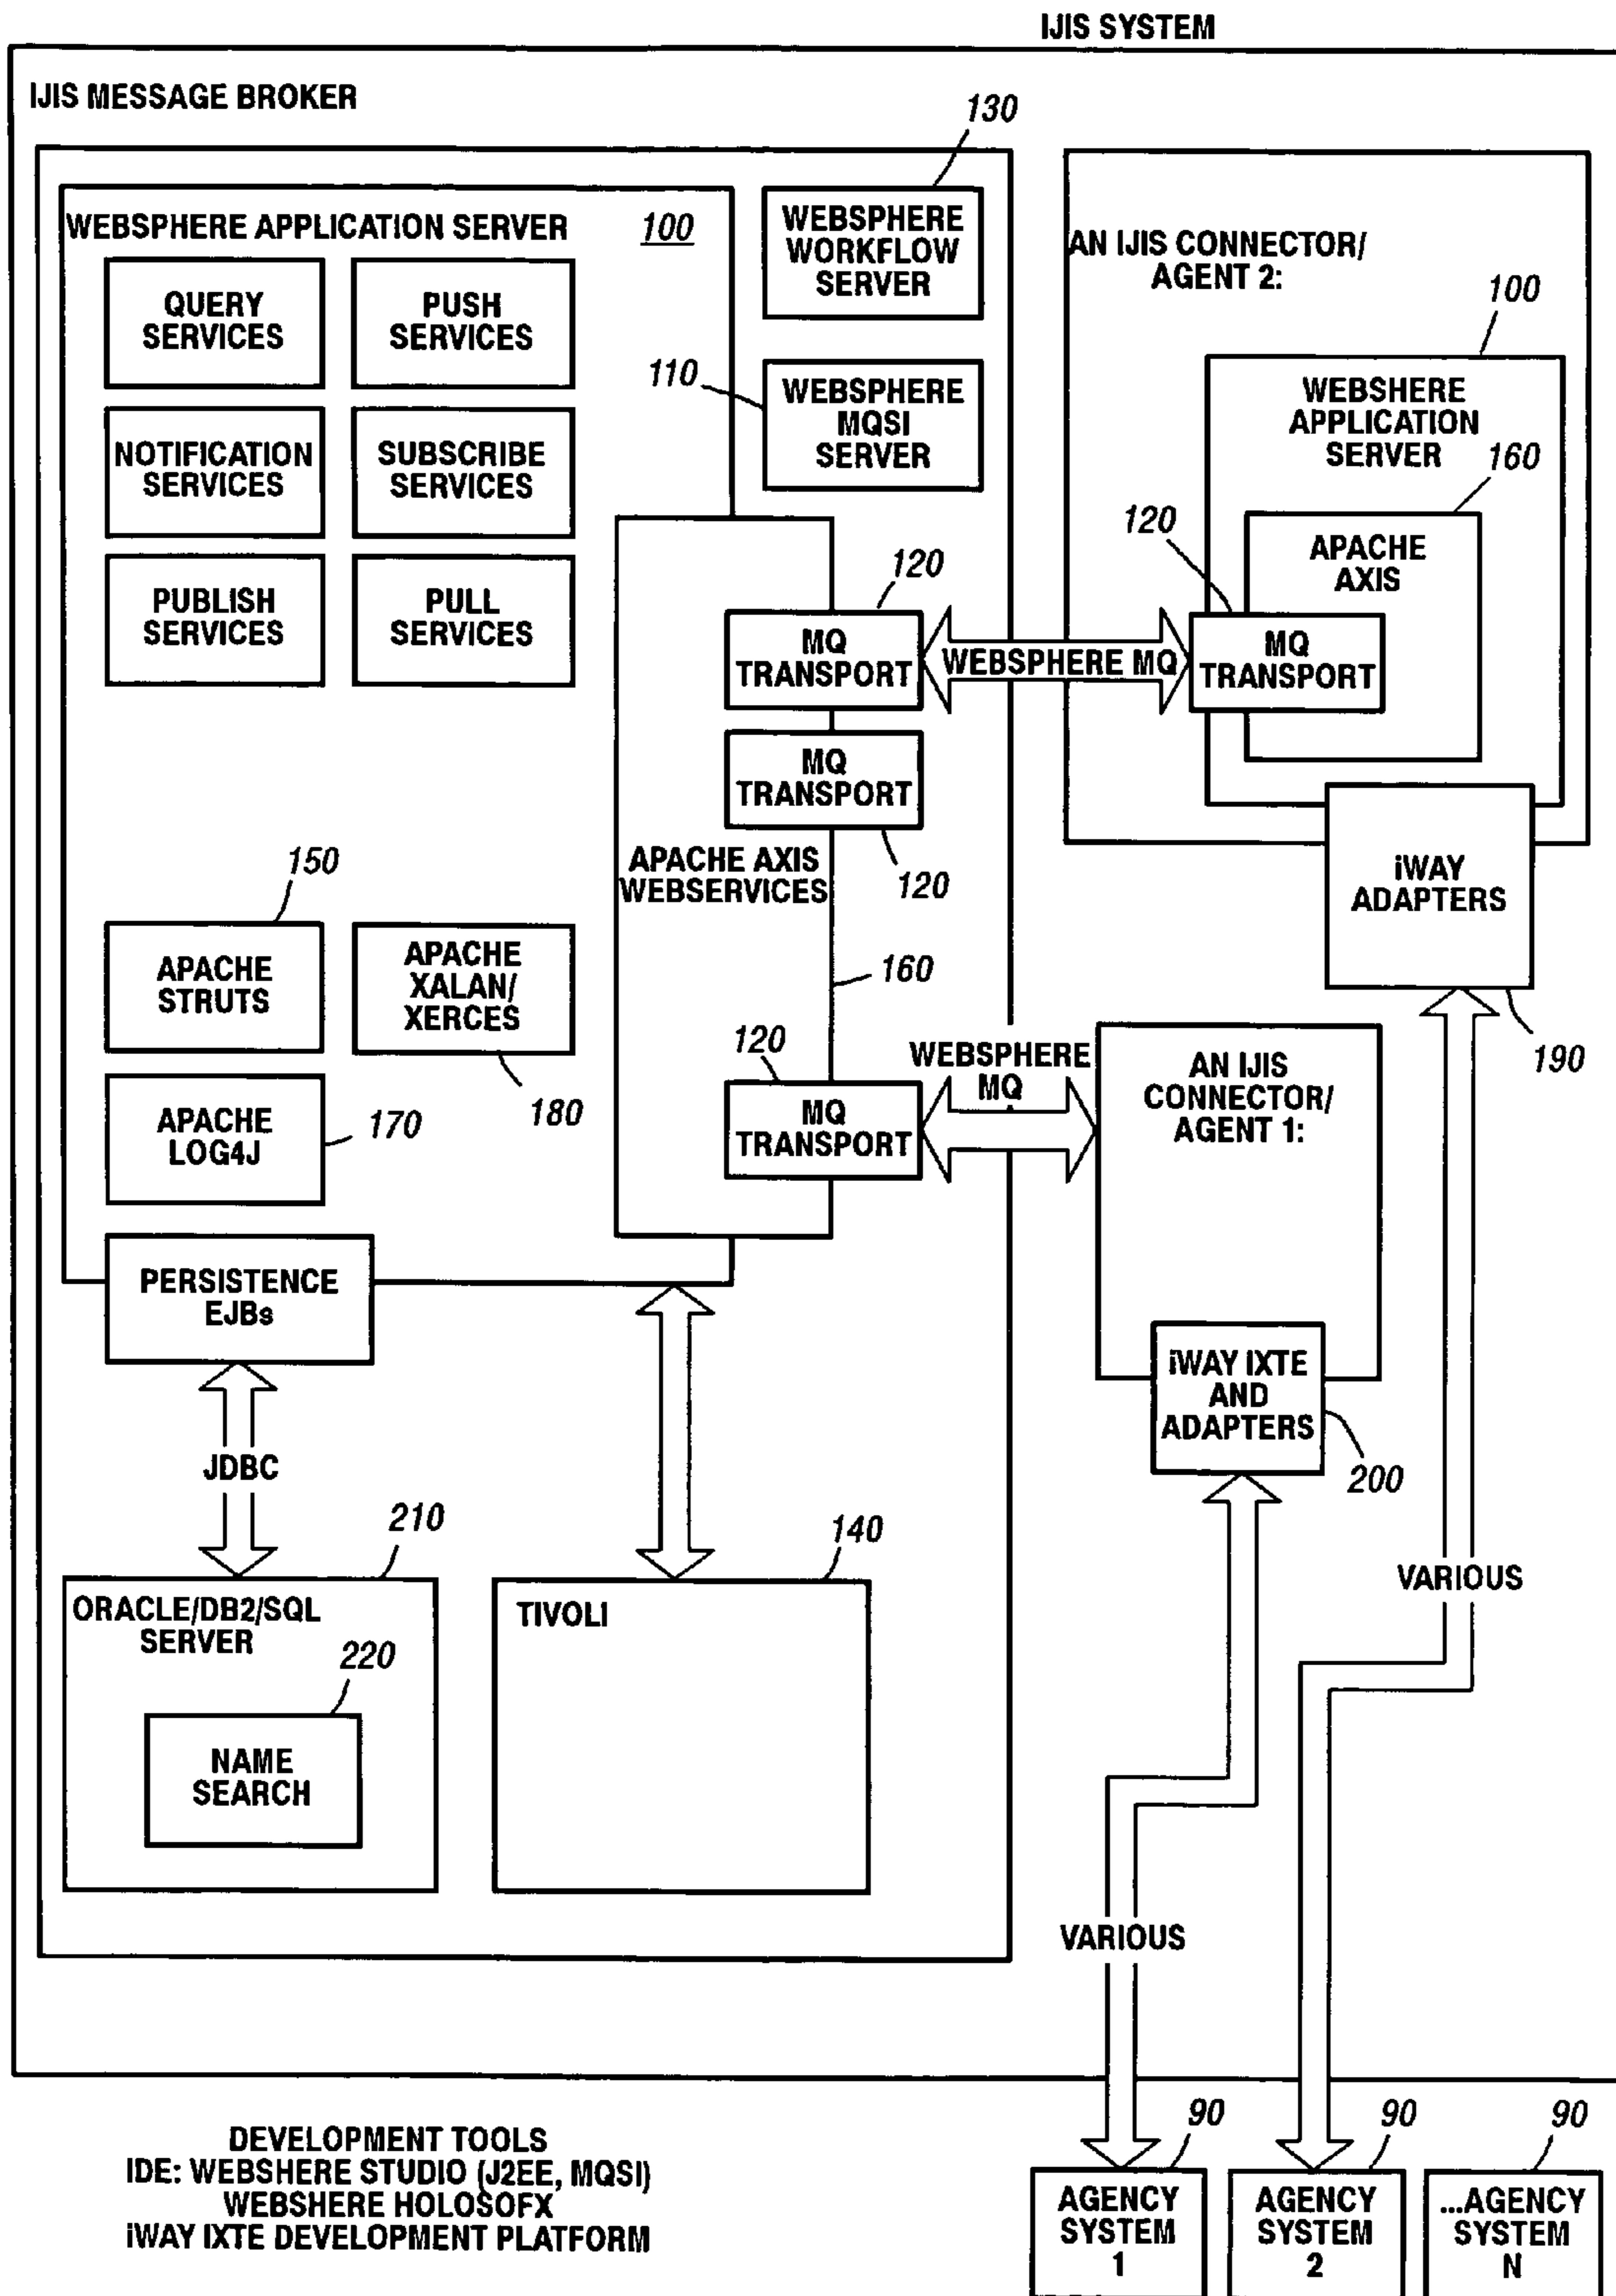 IJIS SYSTEM
IJIS MESSAGE BROKER
130
WEBSPHERE APPLICATION SERVER 100
QUERY
SERVICES
PUSH
SERVICES
NOTIFICATION
SERVICES
SUBSCRIBE
SERVICES
PUBLISH
SERVICES
PULL
SERVICES
WEBSPHERE
WORKFLOW
SERVER
110
WEBSPHERE
MQSI
SERVER
120
MQ
TRANSPORT
WEBSPHERE MQ
MQ
TRANSPORT
120
APACHE AXIS
WEBSERVICES
160
120
MQ
TRANSPORT
WEBSPHERE
MQ
AN IJIS CONNECTOR/
AGENT 2:
100
WEBSHERE
APPLICATION
SERVER
160
120
APACHE
AXIS
MQ
TRANSPORT
iWAY
ADAPTERS
190
150
APACHE
STRUTS
APACHE
XALAN/
XERCES
180
APACHE
LOG4J
170
PERSISTENCE
EJBs
JDBC
210
ORACLE/DB2/SQL
SERVER
220
NAME
SEARCH
140
TIVOLI
AN IJIS
CONNECTOR/
AGENT 1:
iWAY IXTE
AND
ADAPTERS
200
VARIOUS
VARIOUS
DEVELOPMENT TOOLS
IDE: WEBSHERE STUDIO (J2EE, MQSI)
WEBSHERE HOLOSOFX
iWAY IXTE DEVELOPMENT PLATFORM
90
AGENCY
SYSTEM
1
90
AGENCY
SYSTEM
2
90
...AGENCY
SYSTEM
N